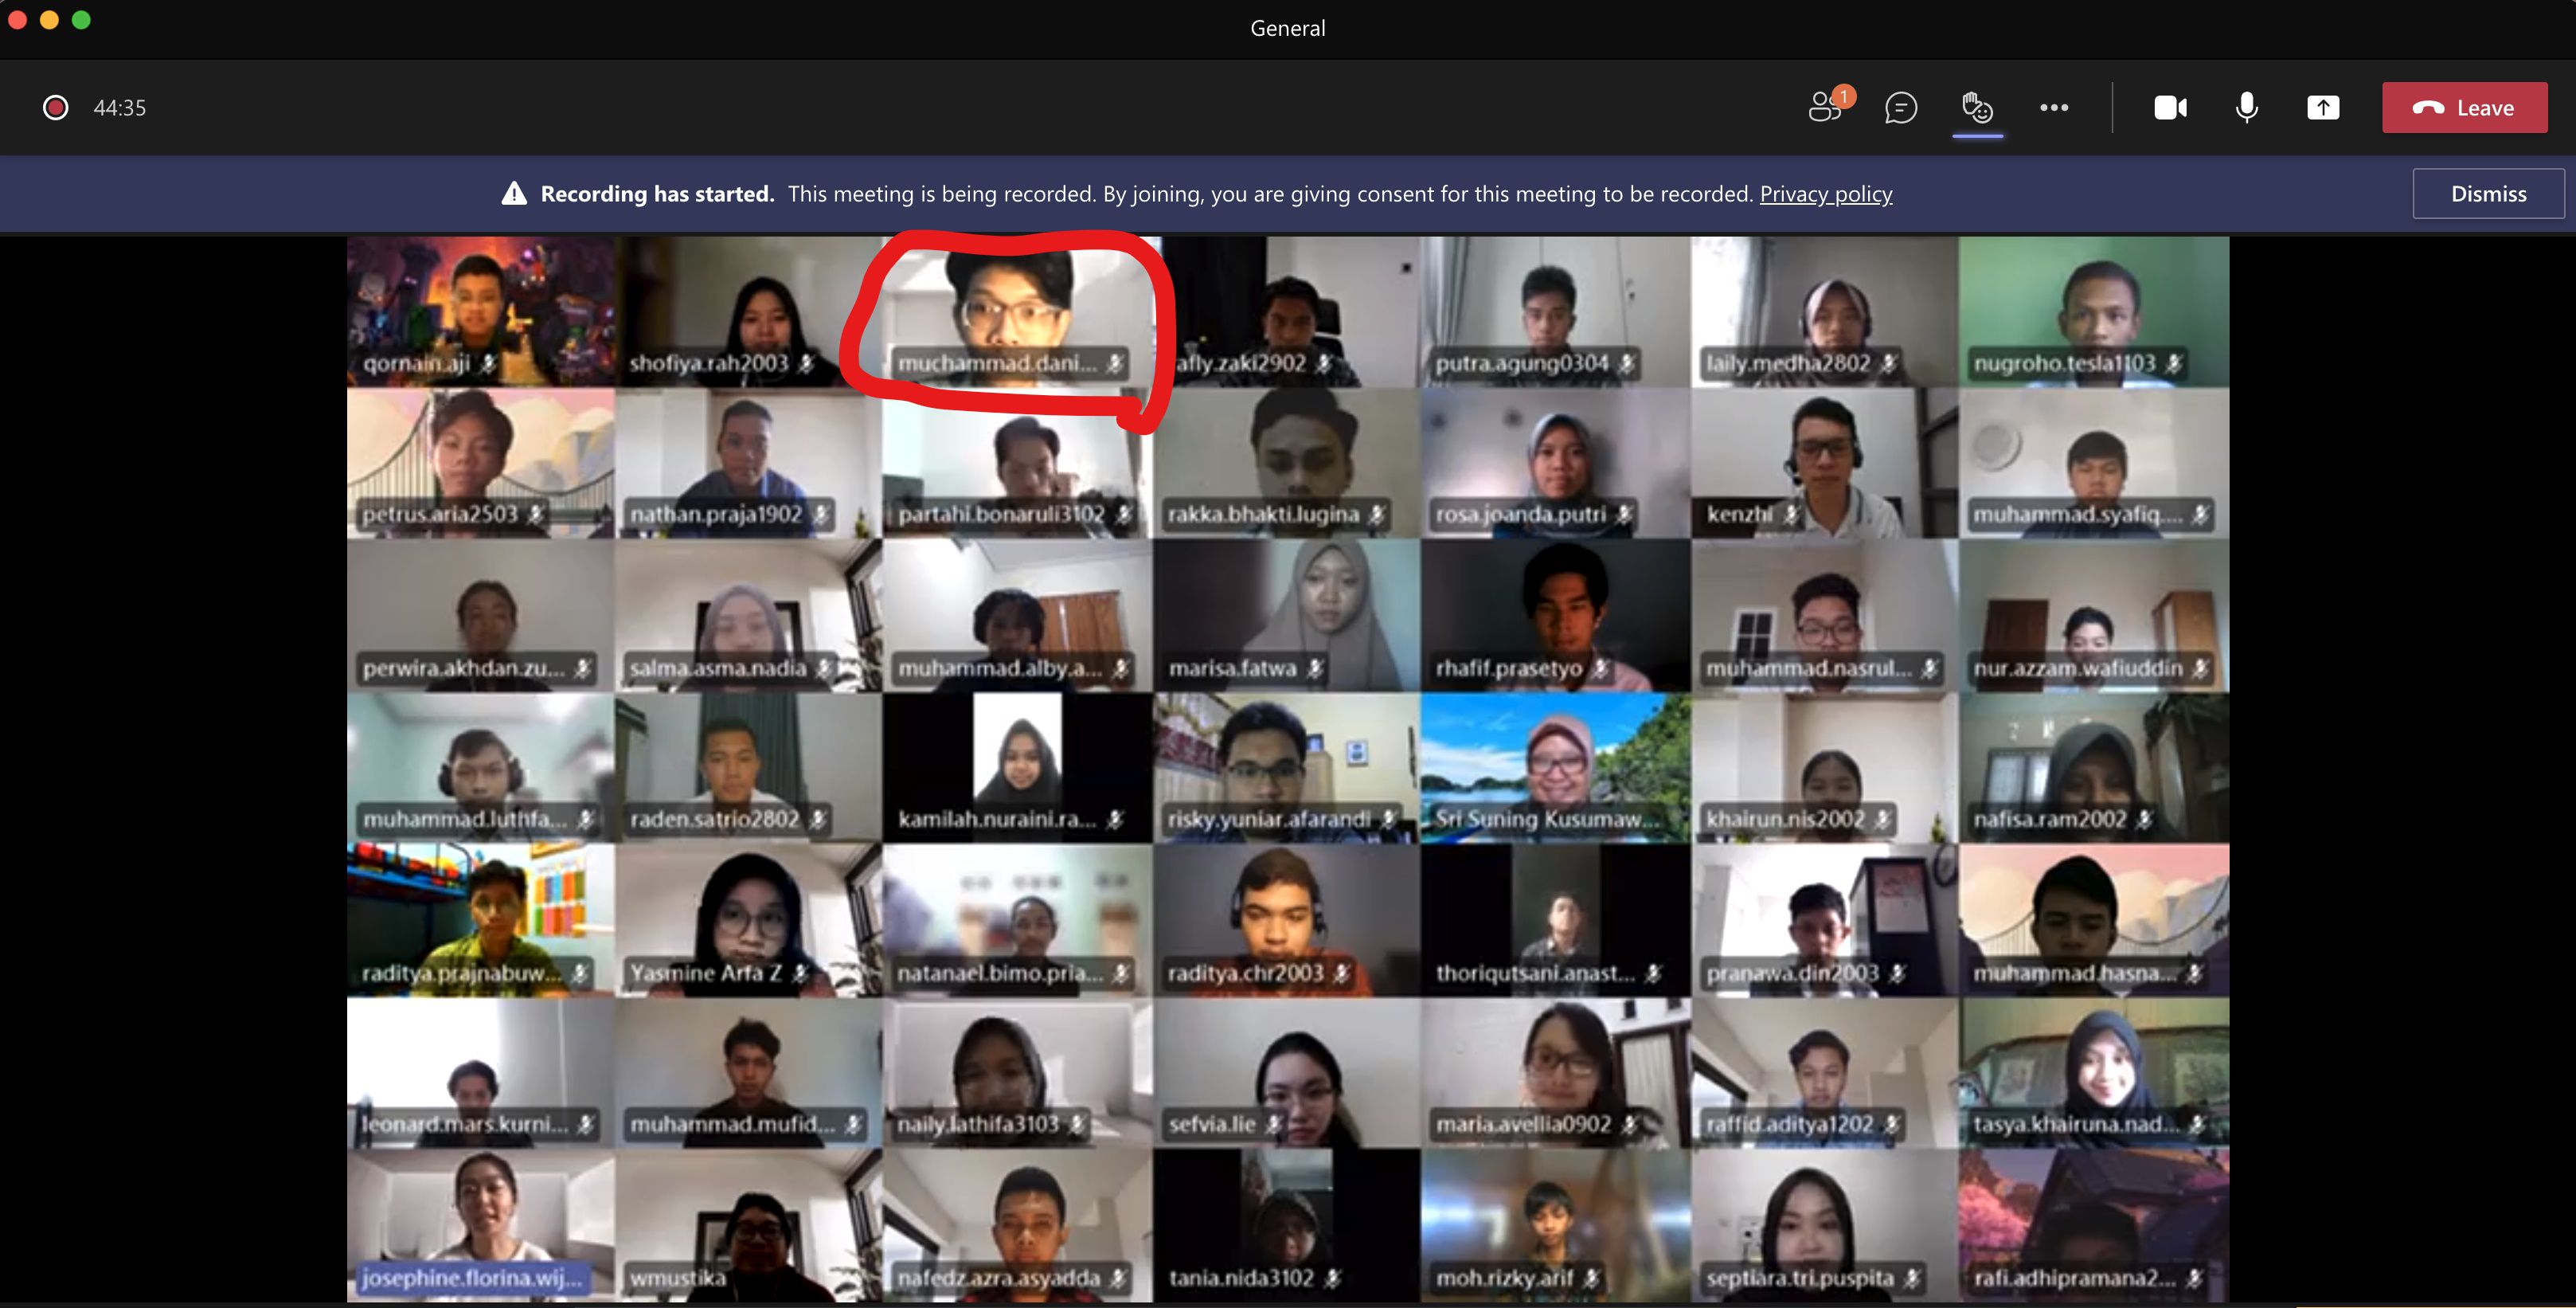 General
44:35
1
Leave
Recording has started. This meeting is being recorded. By joining, you are giving consent for this meeting to be recorded. Privacy policy
Dismiss
qornain.aji
shofiya.rah2003
muchammad.dani...
afly.zaki2902
putra.agung0304
laily.medha2802
nugroho.tesla1103
petrus.aria2503
nathan.praja1902
partahi.bonaruli3102
rakka.bhakti.lugina
rosa.joanda.putri
kenzhi
muhammad.syafiq....
perwira.akhdan.zu...
salma.asma.nadia
muhammad.alby.a...
marisa.fatwa
rhafif.prasetyo
muhammad.nasrul...
nur.azzam.wafiuddin
muhammad.luthfa...
raden.satrio2802
kamilah.nuraini.ra...
risky.yuniar.afarandi
Sri Suning Kusumaw...
khairun.nis2002
nafisa.ram2002
raditya.prajnabuw...
Yasmine Arfa Z
natanael.bimo.pria...
raditya.chr2003
thoriqutsani.anast...
pranawa.din2003
muhammad.hasna...
leonard.mars.kurni...
muhammad.mufid...
naily.lathifa3103
sefvia.lie
maria.avellia0902
raffid.aditya1202
tasya.khairuna.nad...
josephine.florina.wij...
wmustika
nafedz.azra.asyadda
tania.nida3102
moh.rizky.arif
septiara.tri.puspita
rafi.adhipramana2...